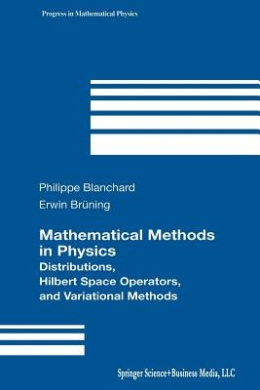 Progress in Mathematical Physics
Philippe Blanchard
Erwin Brüning
Mathematical Methods
in Physics
Distributions,
Hilbert Space Operators,
and Variational Methods
Springer Science+Business Media, LLC